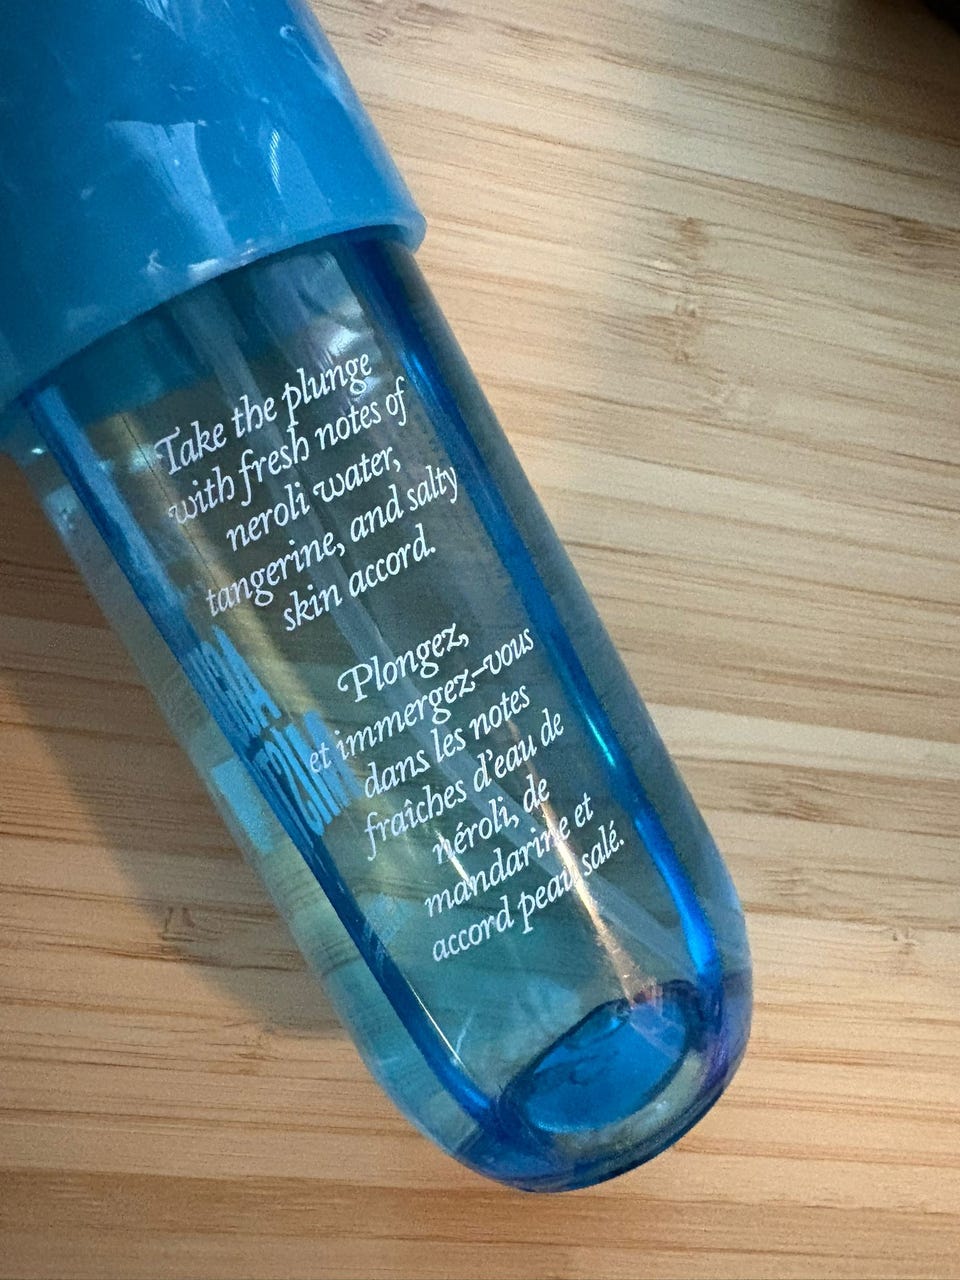 Take the plunge
with fresh notes of
neroli water,
tangerine, and salty
skin accord.
Plongez,
et immergez-vous
dans les notes
fraîches d'eau de
néroli, de
mandarine et
accord peau salé.